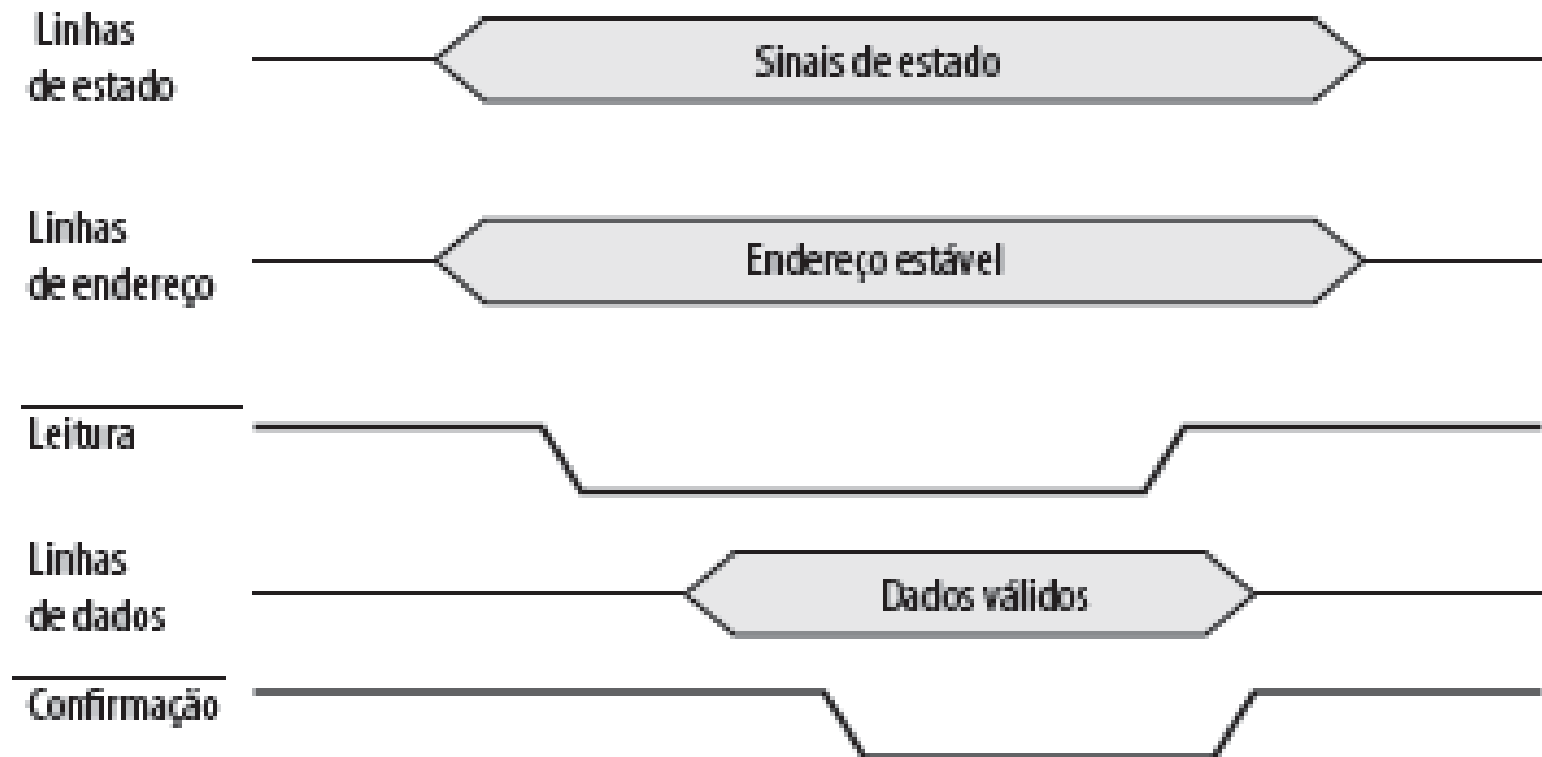 Linhas
de estado
Sinais de estado
Linhas
de endereço
Endereço estável
Leitura
Linhas
de dados
Dados válidos
Confirmação